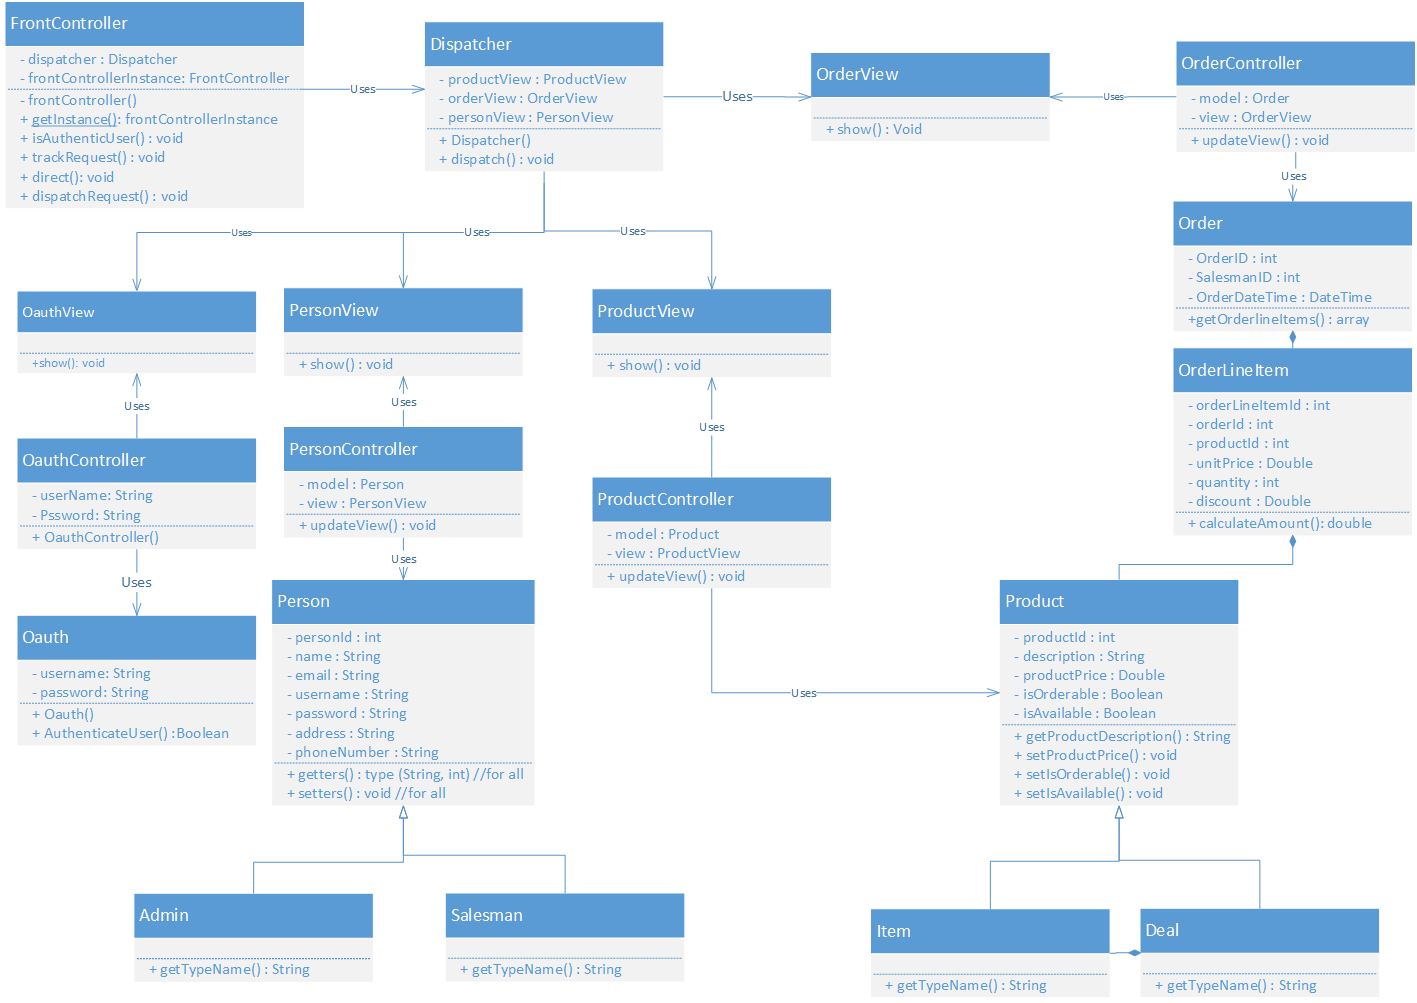 FrontController
- dispatcher : Dispatcher
- frontControllerInstance: FrontController
- frontController()
+ getInstance(): frontControllerInstance
+ isAuthenticUser() : void
+ trackRequest() : void
+ direct(): void
+ dispatchRequest() : void
Uses
Dispatcher
- productView : ProductView
- orderView : OrderView
- personView : PersonView
+ Dispatcher()
+ dispatch() : void
Uses
OrderView
+ show() : Void
Uses
OrderController
- model : Order
- view : OrderView
+ updateView() : void
Uses
Order
- OrderID : int
- SalesmanID : int
- OrderDateTime : DateTime
+getOrderlineItems() : array
OrderLineItem
- orderLineItemId : int
- orderId : int
- productId : int
- unitPrice : Double
- quantity : int
- discount : Double
+ calculateAmount(): double
Uses
Uses
Uses
OauthView
+show(): void
Uses
OauthController
- userName: String
- Pssword: String
+ OauthController()
Uses
Oauth
- username: String
- password: String
+ Oauth()
+ AuthenticateUser() :Boolean
PersonView
+ show() : void
Uses
PersonController
- model : Person
- view : PersonView
+ updateView() : void
Uses
Person
- personId : int
- name : String
- email : String
- username : String
- password : String
- address : String
- phoneNumber : String
+ getters() : type (String, int) //for all
+ setters() : void //for all
ProductView
+ show() : void
Uses
ProductController
- model : Product
- view : ProductView
+ updateView() : void
Uses
Product
- productId : int
- description : String
- productPrice : Double
- isOrderable : Boolean
- isAvailable : Boolean
+ getProductDescription() : String
+ setProductPrice() : void
+ setIsOrderable() : void
+ setIsAvailable() : void
Admin
+ getTypeName() : String
Salesman
+ getTypeName() : String
Item
+ getTypeName() : String
Deal
+ getTypeName() : String